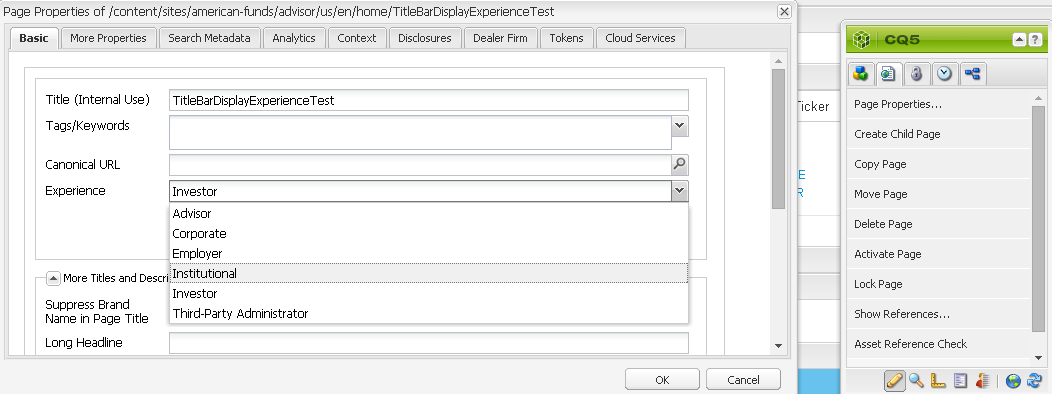 Page Properties of /content/sites/american-funds/advisor/us/en/home/TitleBarDisplayExperienceTest
Basic
More Properties
Search Metadata
Analytics
Context
Disclosures
Dealer Firm
Tokens
Cloud Services
Title (Internal Use)
TitleBarDisplayExperienceTest
Tags/Keywords
Canonical URL
Experience
Investor
Advisor
Corporate
Employer
Institutional
Investor
Third-Party Administrator
More Titles and Descri
Suppress Brand
Name in Page Title
Long Headline
OK
Cancel
Ticker
E
R
CQ5
?
Page Properties...
Create Child Page
Copy Page
Move Page
Delete Page
Activate Page
Lock Page
Show References...
Asset Reference Check